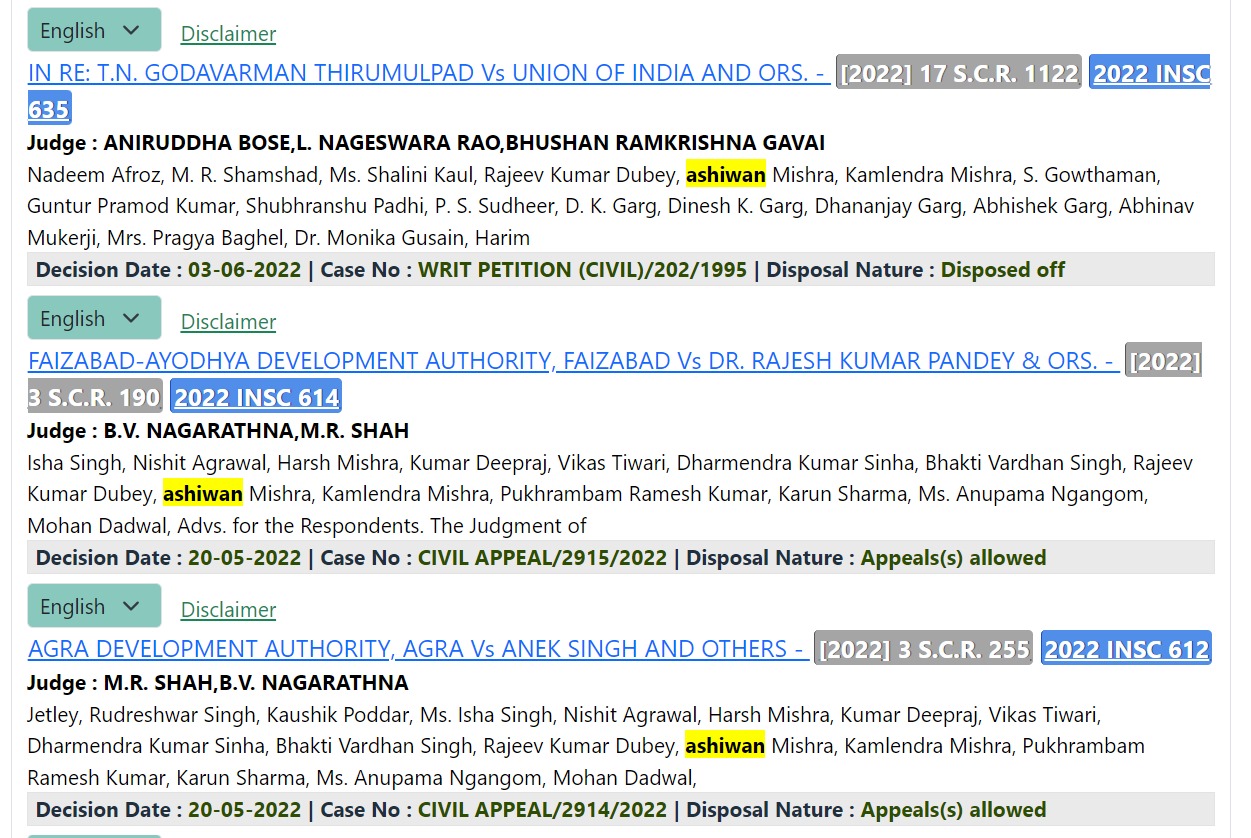 English Disclaimer
IN RE: T.N. GODAVARMAN THIRUMULPAD Vs UNION OF INDIA AND ORS. - [2022] 17 S.C.R. 1122 2022 INSC
635
Judge : ANIRUDDHA BOSE,L. NAGESWARA RAO,BHUSHAN RAMKRISHNA GAVAI
Nadeem Afroz, M. R. Shamshad, Ms. Shalini Kaul, Rajeev Kumar Dubey, ashiwan Mishra, Kamlendra Mishra, S. Gowthaman,
Guntur Pramod Kumar, Shubhranshu Padhi, P. S. Sudheer, D. K. Garg, Dinesh K. Garg, Dhananjay Garg, Abhishek Garg, Abhinav
Mukerji, Mrs. Pragya Baghel, Dr. Monika Gusain, Harim
Decision Date : 03-06-2022 | Case No : WRIT PETITION (CIVIL)/202/1995 | Disposal Nature : Disposed off
English Disclaimer
FAIZABAD-AYODHYA DEVELOPMENT AUTHORITY, FAIZABAD Vs DR. RAJESH KUMAR PANDEY & ORS. - [2022]
3 S.C.R. 190 2022 INSC 614
Judge : B.V. NAGARATHNA,M.R. SHAH
Isha Singh, Nishit Agrawal, Harsh Mishra, Kumar Deepraj, Vikas Tiwari, Dharmendra Kumar Sinha, Bhakti Vardhan Singh, Rajeev
Kumar Dubey, ashiwan Mishra, Kamlendra Mishra, Pukhrambam Ramesh Kumar, Karun Sharma, Ms. Anupama Ngangom,
Mohan Dadwal, Advs. for the Respondents. The Judgment of
Decision Date : 20-05-2022 | Case No : CIVIL APPEAL/2915/2022 | Disposal Nature : Appeals(s) allowed
English Disclaimer
AGRA DEVELOPMENT AUTHORITY, AGRA Vs ANEK SINGH AND OTHERS - [2022] 3 S.C.R. 255 2022 INSC 612
Judge : M.R. SHAH,B.V. NAGARATHNA
Jetley, Rudreshwar Singh, Kaushik Poddar, Ms. Isha Singh, Nishit Agrawal, Harsh Mishra, Kumar Deepraj, Vikas Tiwari,
Dharmendra Kumar Sinha, Bhakti Vardhan Singh, Rajeev Kumar Dubey, ashiwan Mishra, Kamlendra Mishra, Pukhrambam
Ramesh Kumar, Karun Sharma, Ms. Anupama Ngangom, Mohan Dadwal,
Decision Date : 20-05-2022 | Case No : CIVIL APPEAL/2914/2022 | Disposal Nature : Appeals(s) allowed